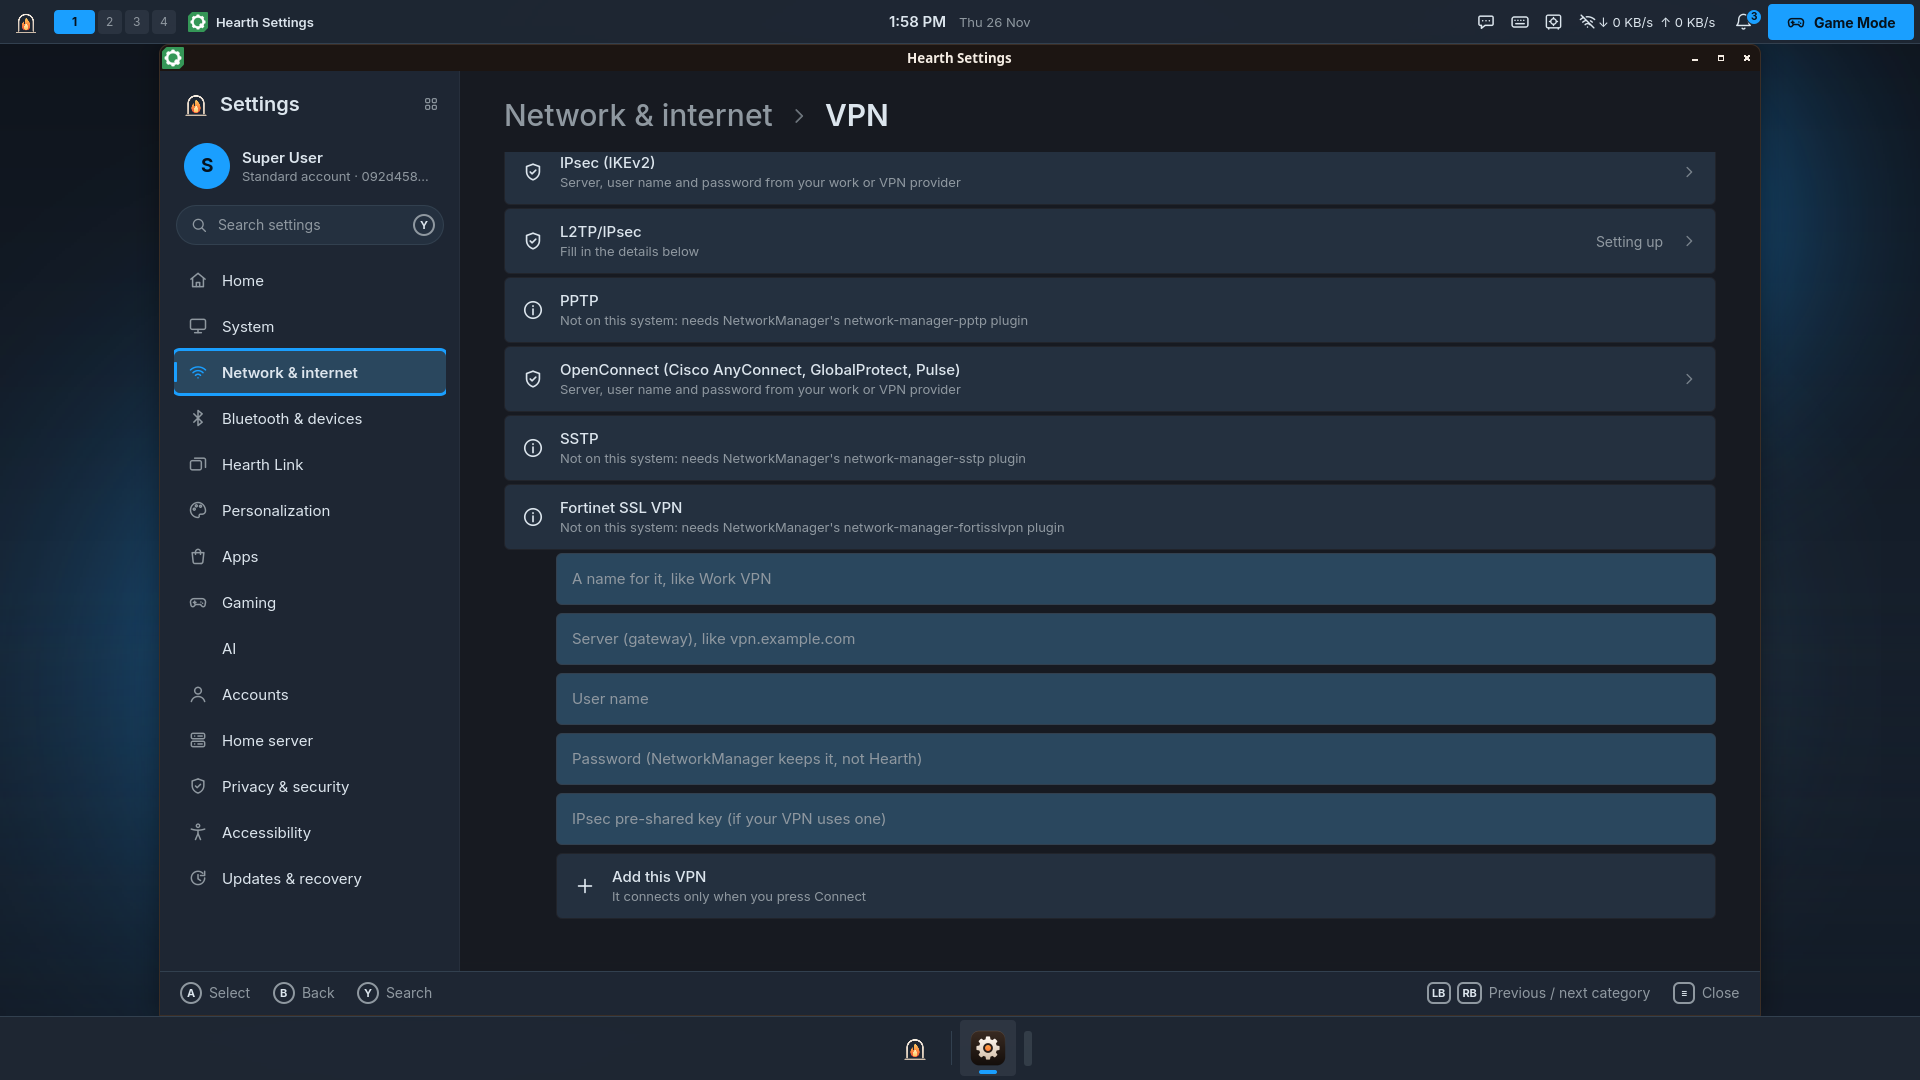 1 2 3 4 Hearth Settings
1:58 PM Thu 26 Nov
↓ 0 KB/s ↑ 0 KB/s
3
Game Mode
Hearth Settings
Settings
S
Super User
Standard account · 092d458...
Search settings Y
Home
System
Network & internet
Bluetooth & devices
Hearth Link
Personalization
Apps
Gaming
AI
Accounts
Home server
Privacy & security
Accessibility
Updates & recovery
Network & internet > VPN
IPsec (IKEv2)
Server, user name and password from your work or VPN provider
L2TP/IPsec
Fill in the details below
Setting up
PPTP
Not on this system: needs NetworkManager's network-manager-pptp plugin
OpenConnect (Cisco AnyConnect, GlobalProtect, Pulse)
Server, user name and password from your work or VPN provider
SSTP
Not on this system: needs NetworkManager's network-manager-sstp plugin
Fortinet SSL VPN
Not on this system: needs NetworkManager's network-manager-fortisslvpn plugin
A name for it, like Work VPN
Server (gateway), like vpn.example.com
User name
Password (NetworkManager keeps it, not Hearth)
IPsec pre-shared key (if your VPN uses one)
Add this VPN
It connects only when you press Connect
A Select B Back Y Search
LB RB Previous / next category ≡ Close